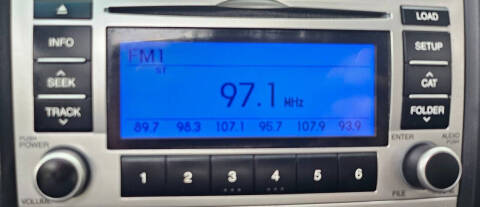 LOAD
INFO
SETUP
FM1
ST
SEEK
CAT
97.1 MHz
TRACK
FOLDER
89.7 98.3 107.1 95.7 107.9 93.9
PUSH
POWER
ENTER
AUDIO
PUSH
1 2 3 4 5 6
VOLUME
FILE